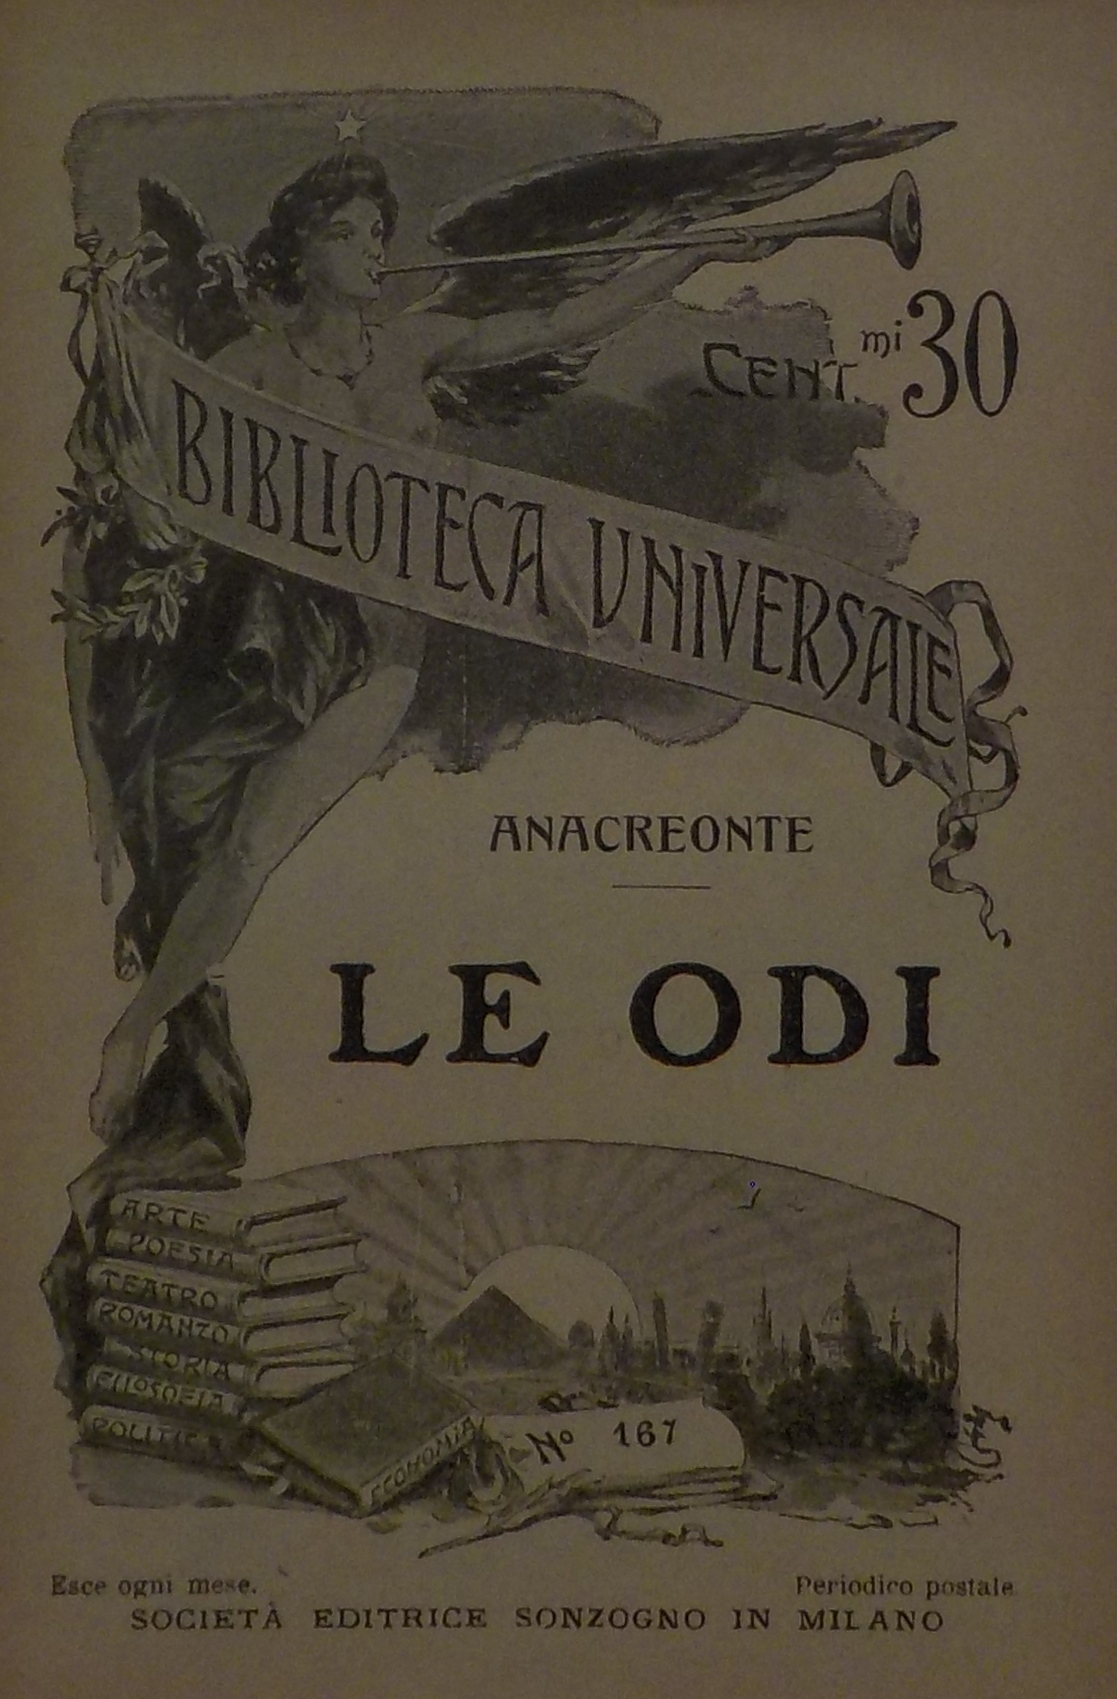 CENT.mi 30
BIBLIOTECA UNIVERSALE
ANACREONTE
LE ODI
ARTE
POESIA
TEATRO
ROMANZO
STORIA
FILOSOFIA
POLITICA
ECONOMIA
No 167
Esce ogni mese.
Periodico postale
SOCIETÀ EDITRICE SONZOGNO IN MILANO